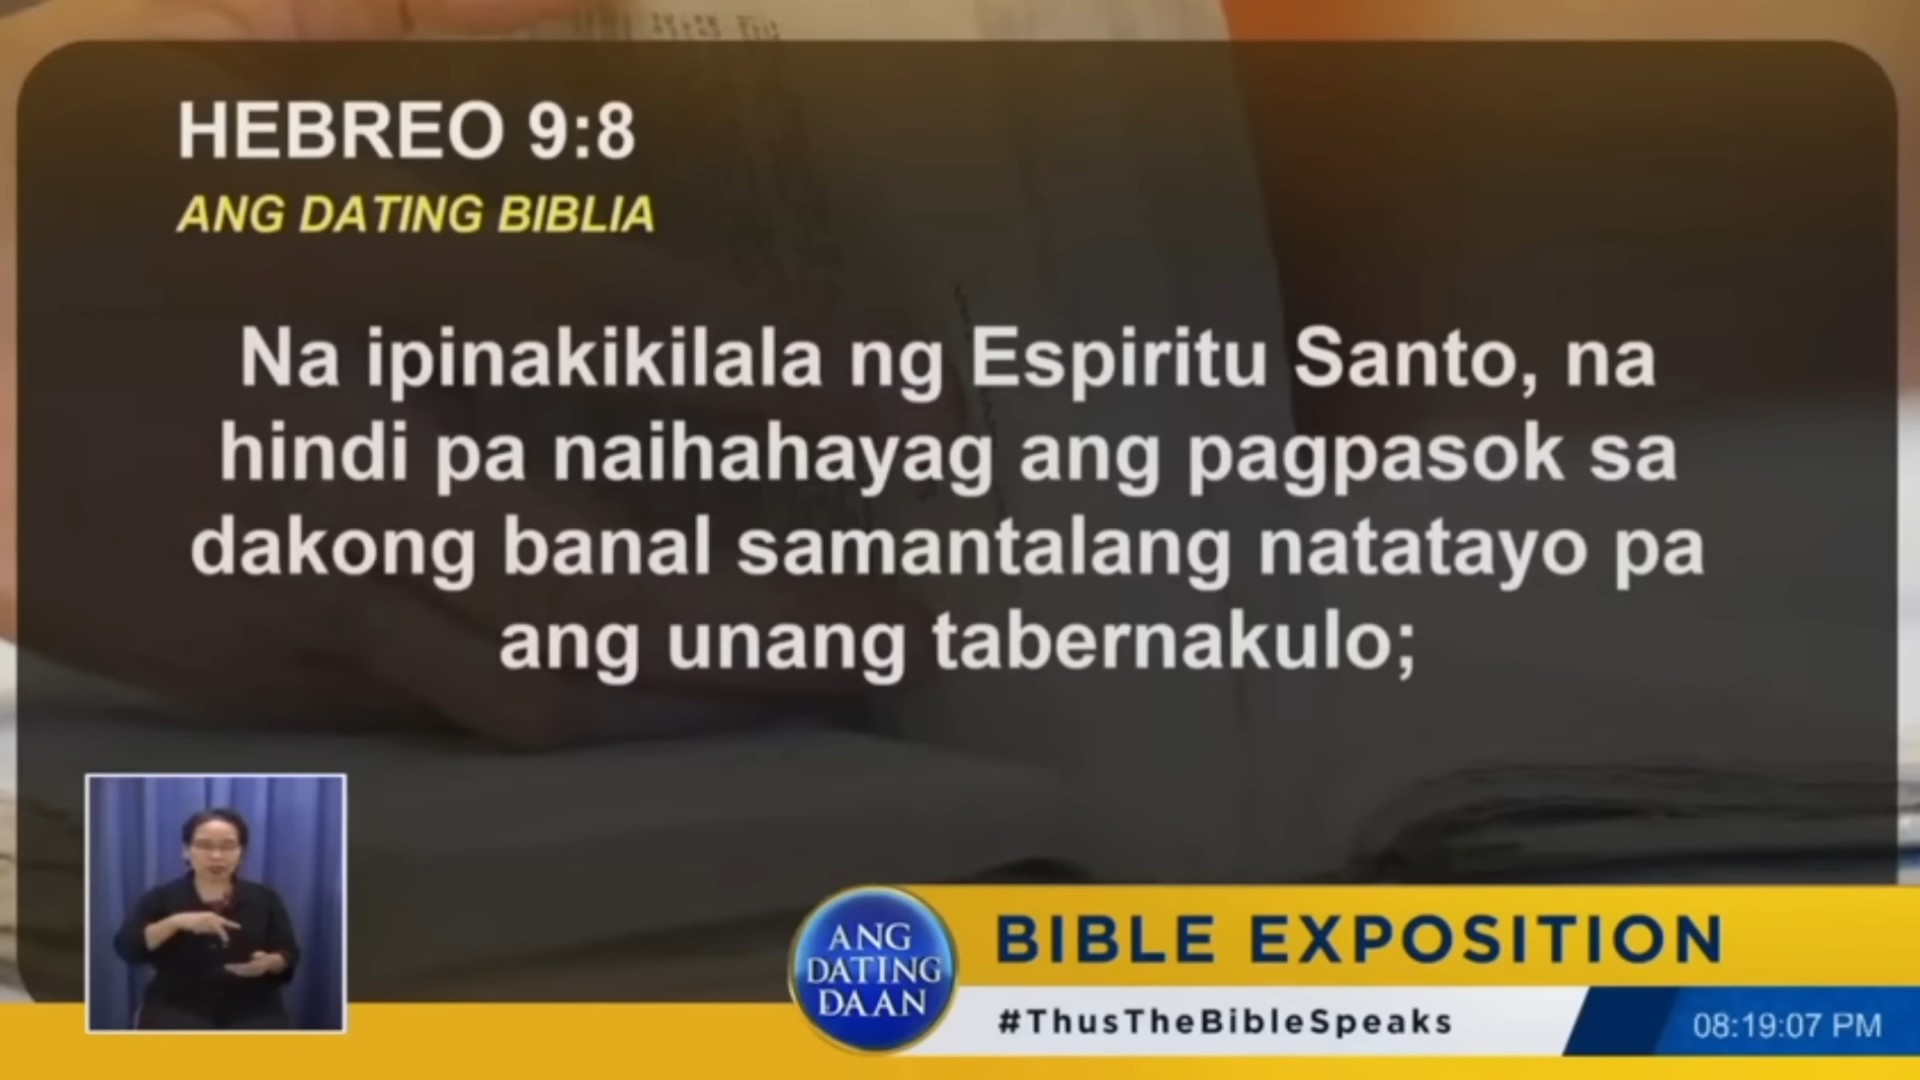 HEBREO 9:8
ANG DATING BIBLIA
Na ipinakikilala ng Espiritu Santo, na
hindi pa naihahayag ang pagpasok sa
dakong banal samantalang natatayo pa
ang unang tabernakulo;
ANG
DATING
DAAN
BIBLE EXPOSITION
#ThusTheBibleSpeaks
08:19:07 PM